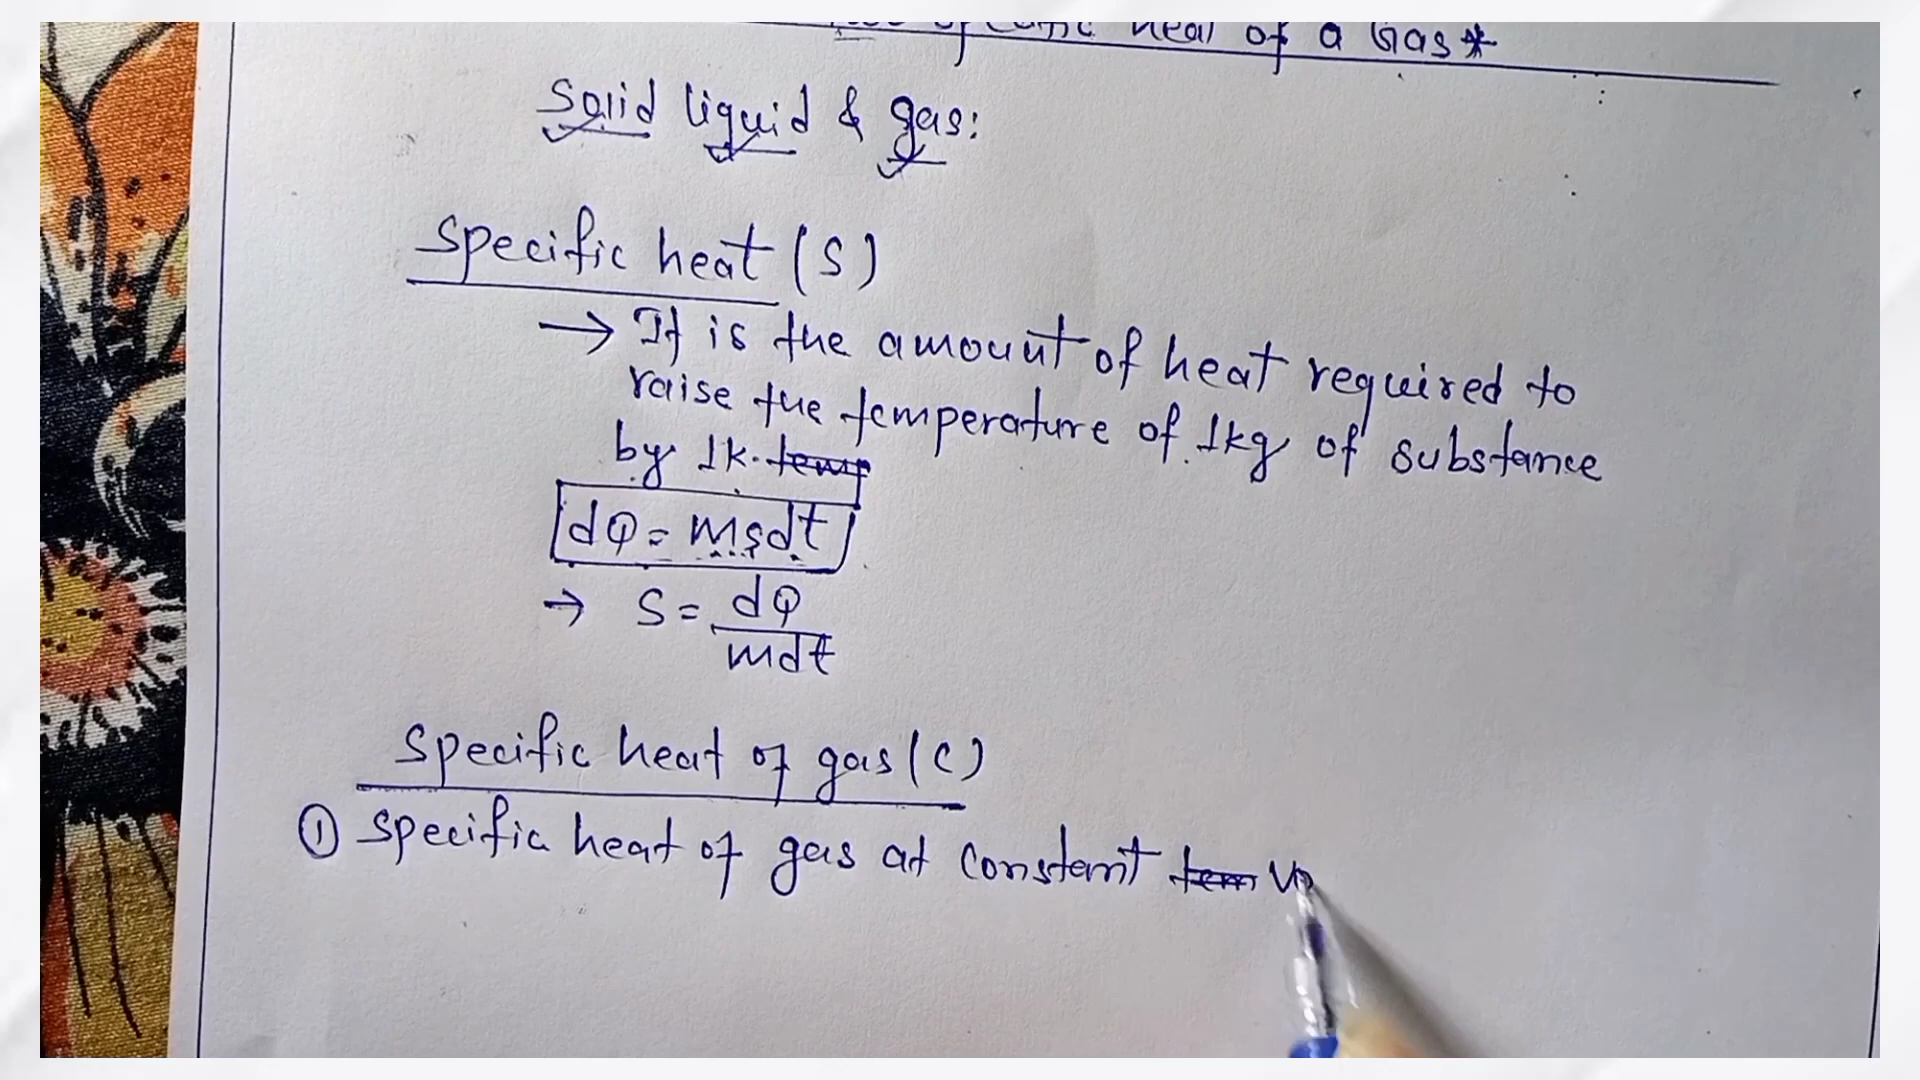 heat of a Gas*
Solid liquid & gas:
Specific heat (S)
→ It is the amount of heat required to
raise the temperature of 1kg of substance
by 1k. temp
dQ = msdt
→ S = dQ/mdt
Specific heat of gas (C)
① Specific heat of gas at constant tem